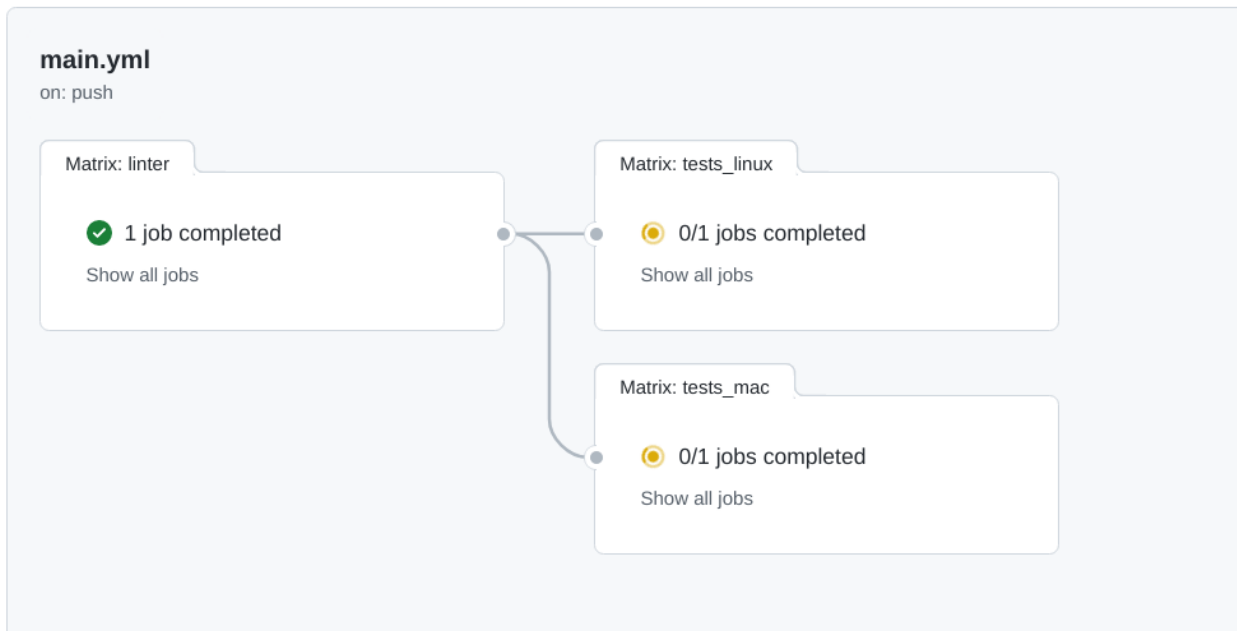 main.yml
on: push
Matrix: linter
1 job completed
Show all jobs
Matrix: tests_linux
0/1 jobs completed
Show all jobs
Matrix: tests_mac
0/1 jobs completed
Show all jobs